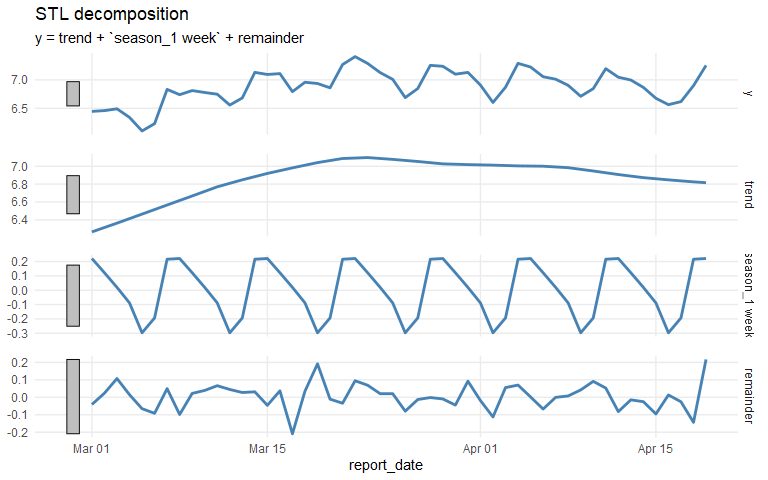 STL decomposition
y = trend + `season_1 week` + remainder
7.0
6.5
y
7.0
6.8
6.6
6.4
trend
0.2
0.1
0.0
-0.1
-0.2
-0.3
season_1 week
0.2
0.1
0.0
-0.1
-0.2
remainder
Mar 01 Mar 15 Apr 01 Apr 15
report_date